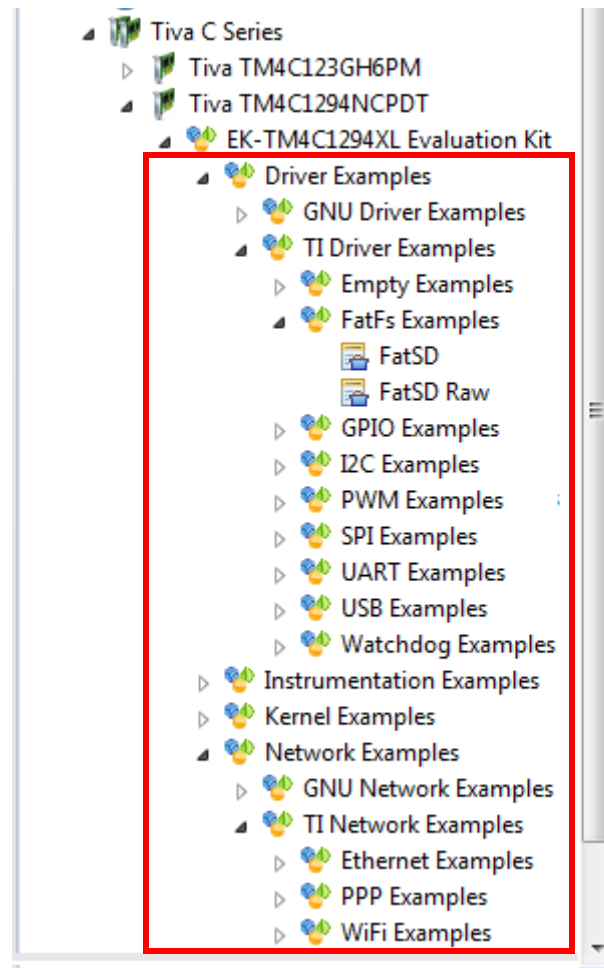 Tiva C Series
Tiva TM4C123GH6PM
Tiva TM4C1294NCPDT
EK-TM4C1294XL Evaluation Kit
Driver Examples
GNU Driver Examples
TI Driver Examples
Empty Examples
FatFs Examples
FatSD
FatSD Raw
GPIO Examples
I2C Examples
PWM Examples
SPI Examples
UART Examples
USB Examples
Watchdog Examples
Instrumentation Examples
Kernel Examples
Network Examples
GNU Network Examples
TI Network Examples
Ethernet Examples
PPP Examples
WiFi Examples